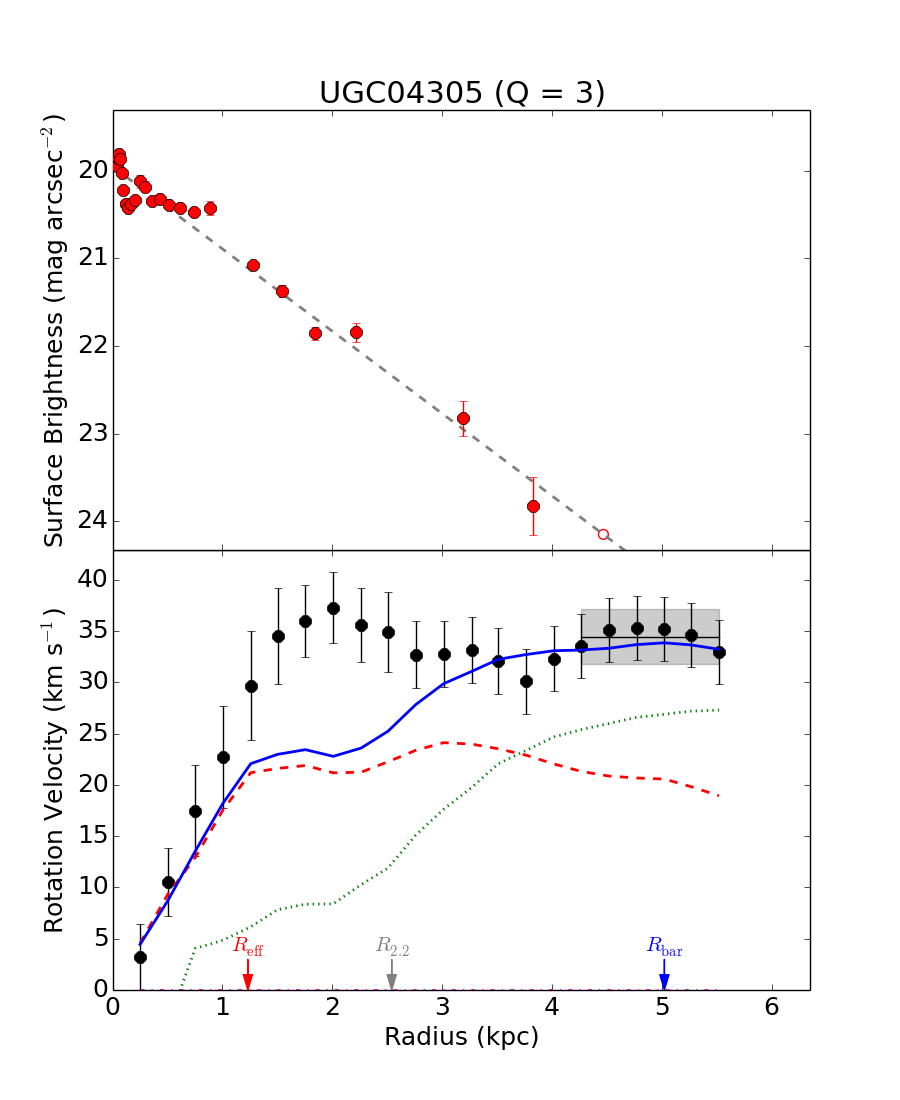 UGC04305 (Q = 3)
Surface Brightness (mag arcsec⁻²)
20
21
22
23
24
Rotation Velocity (km s⁻¹)
40
35
30
25
20
15
10
5
0
R_eff
R_2.2
R_bar
0 1 2 3 4 5 6
Radius (kpc)